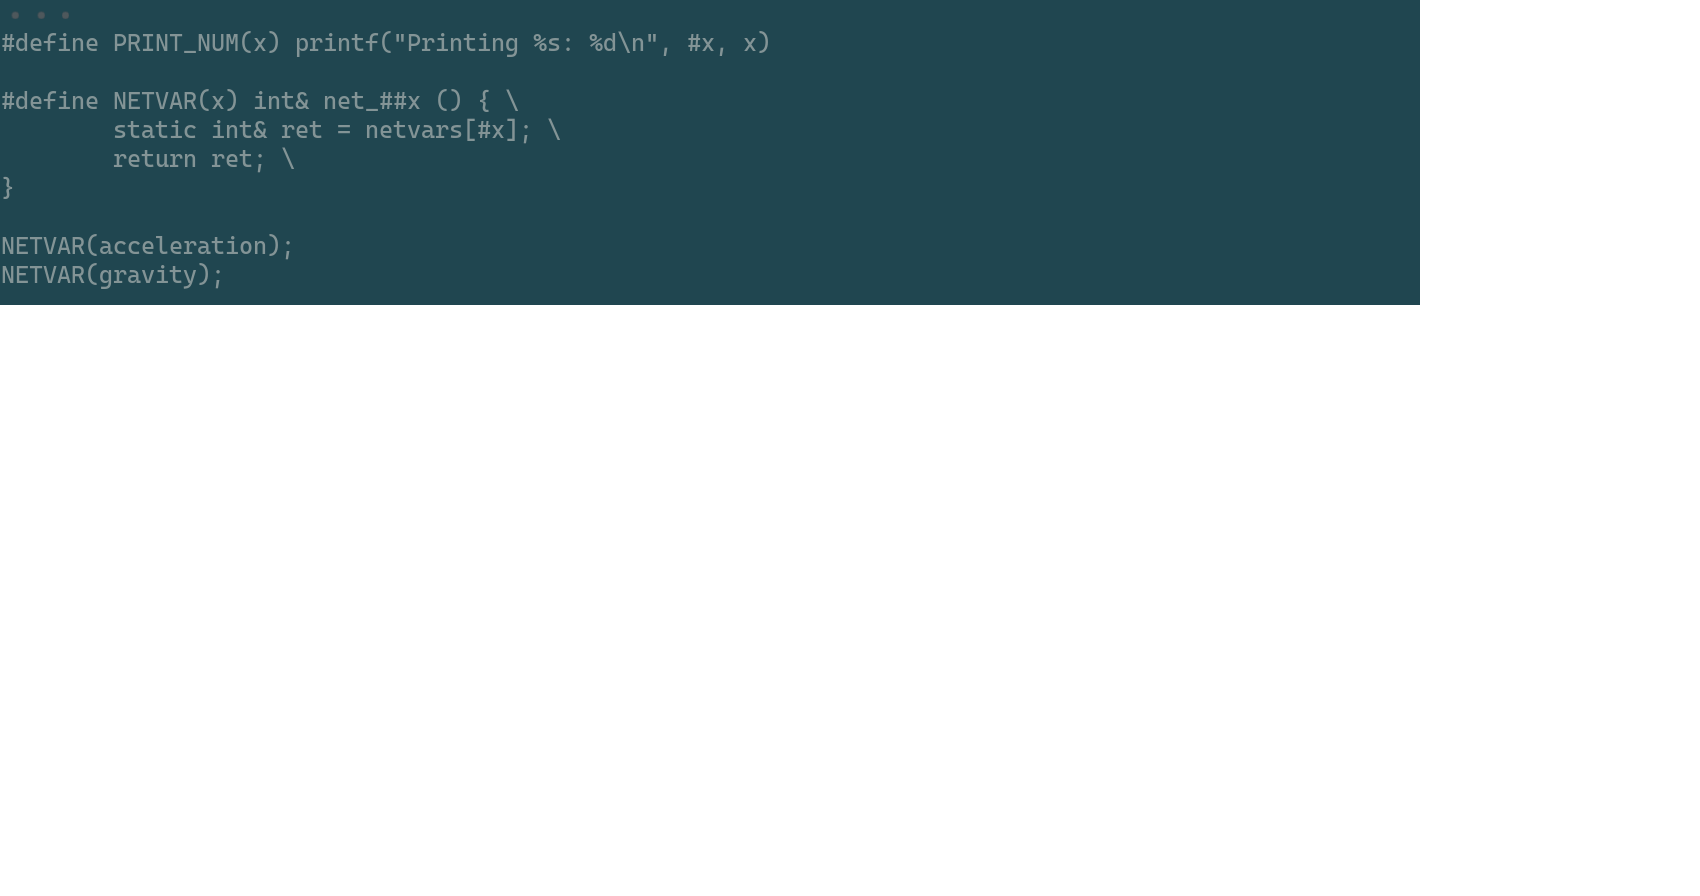 #define PRINT_NUM(x) printf("Printing %s: %d\n", #x, x)

#define NETVAR(x) int& net_##x () { \
        static int& ret = netvars[#x]; \
        return ret; \
}

NETVAR(acceleration);
NETVAR(gravity);